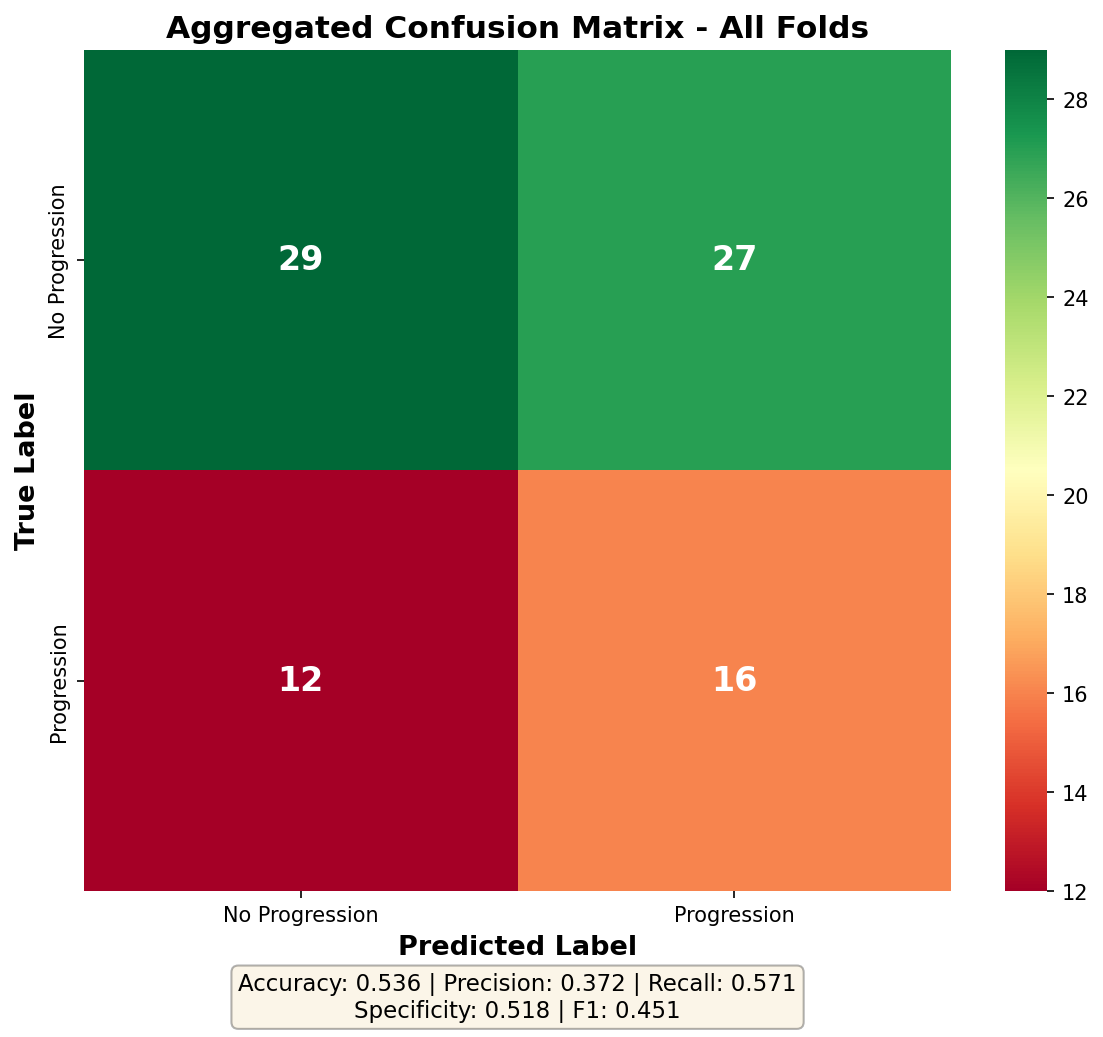 Aggregated Confusion Matrix - All Folds
True Label
No Progression
Progression
29
27
12
16
No Progression
Progression
Predicted Label
28
26
24
22
20
18
16
14
12
Accuracy: 0.536 | Precision: 0.372 | Recall: 0.571
Specificity: 0.518 | F1: 0.451